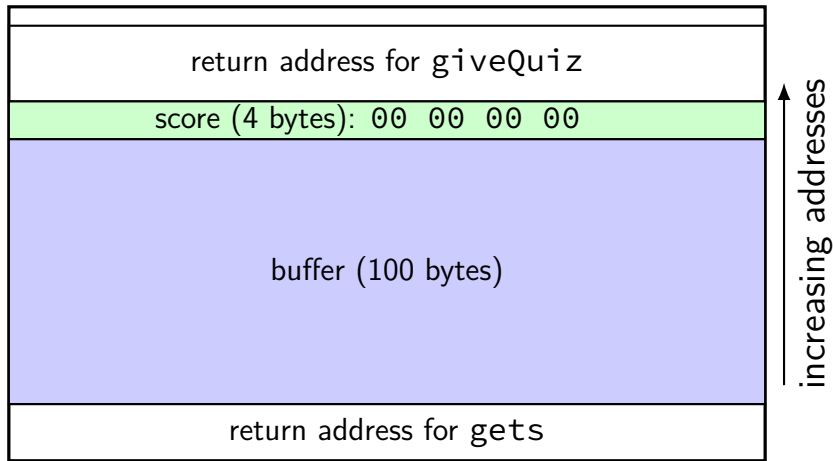 return address for giveQuiz
score (4 bytes): 00 00 00 00
buffer (100 bytes)
return address for gets
increasing addresses